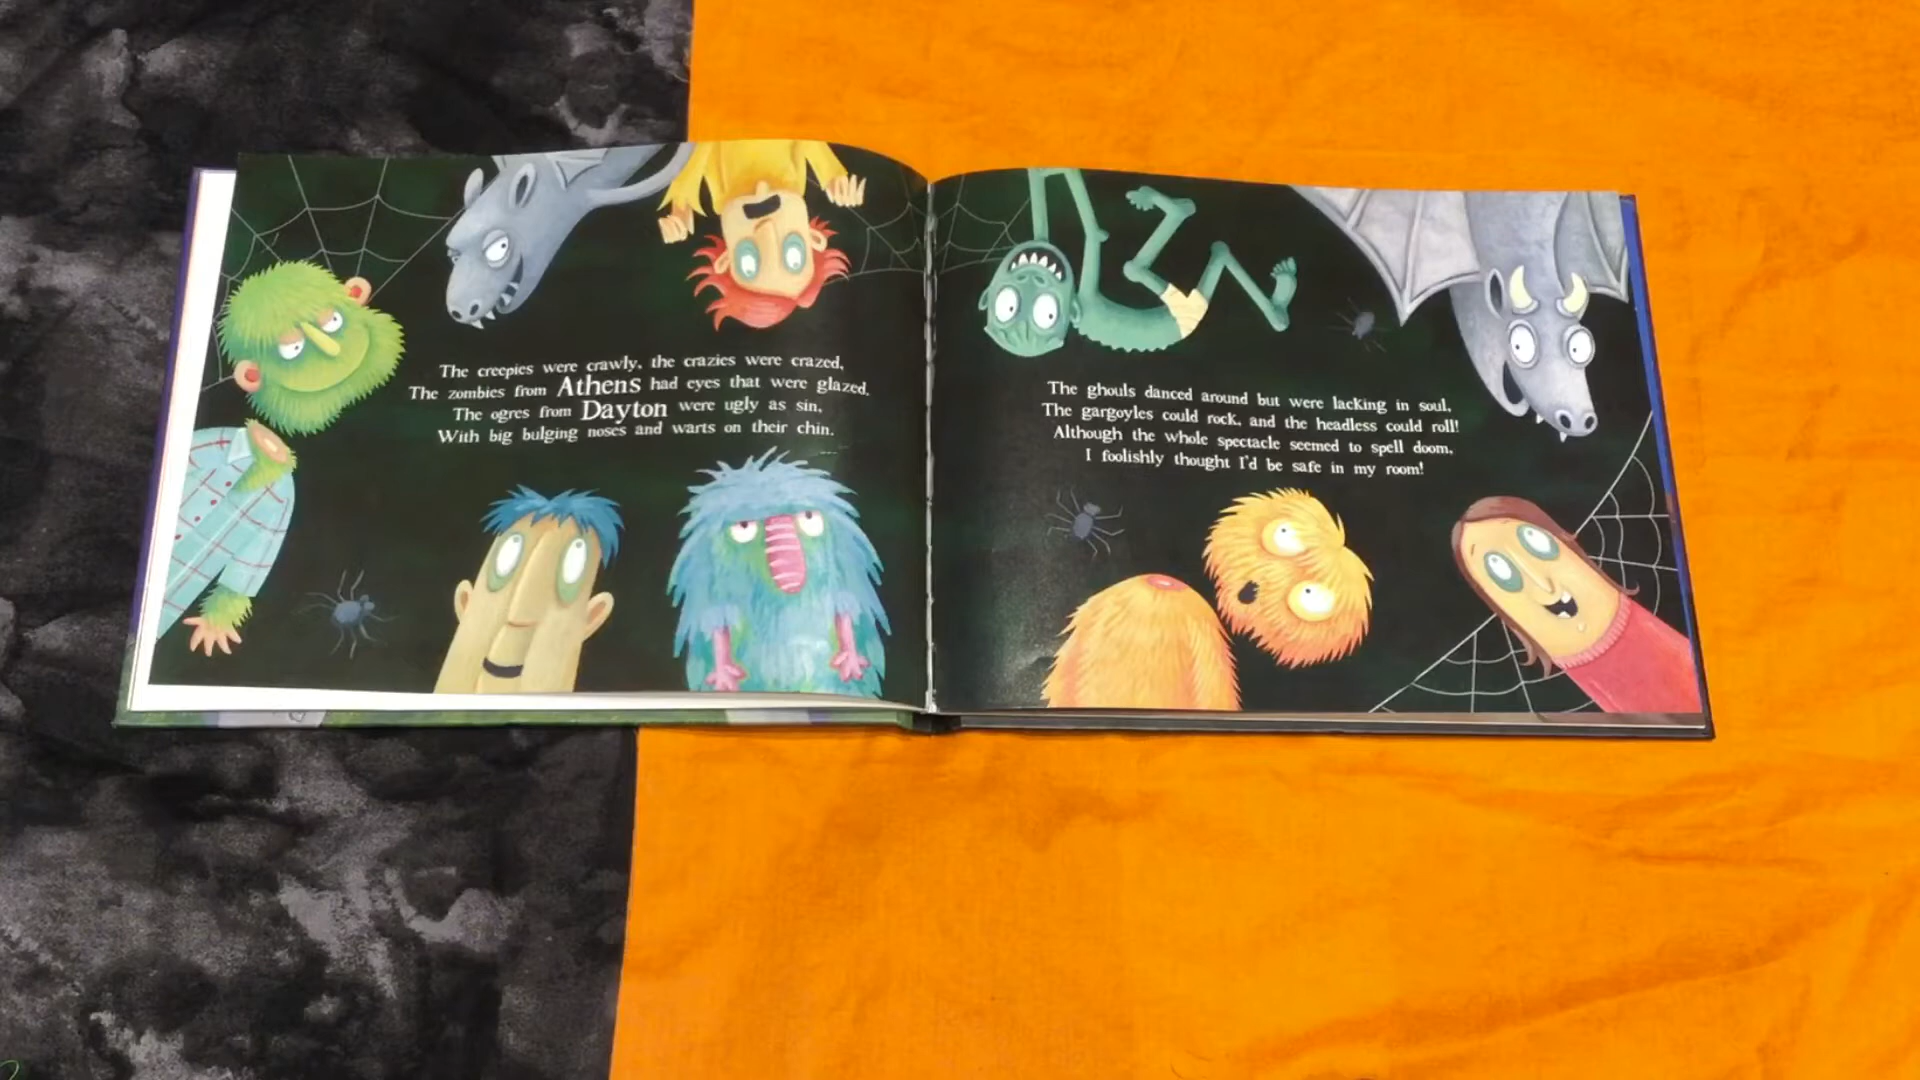 The creepies were crawly, the crazies were crazed,
The zombies from Athens had eyes that were glazed.
The ogres from Dayton were ugly as sin,
With big bulging noses and warts on their chin.
The ghouls danced around but were lacking in soul,
The gargoyles could rock, and the headless could roll!
Although the whole spectacle seemed to spell doom,
I foolishly thought I'd be safe in my room!